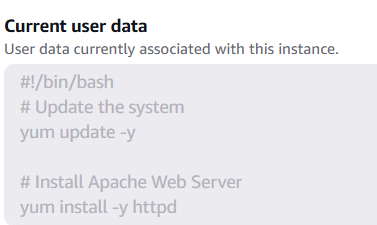 Current user data
User data currently associated with this instance.
#!/bin/bash
# Update the system
yum update -y

# Install Apache Web Server
yum install -y httpd